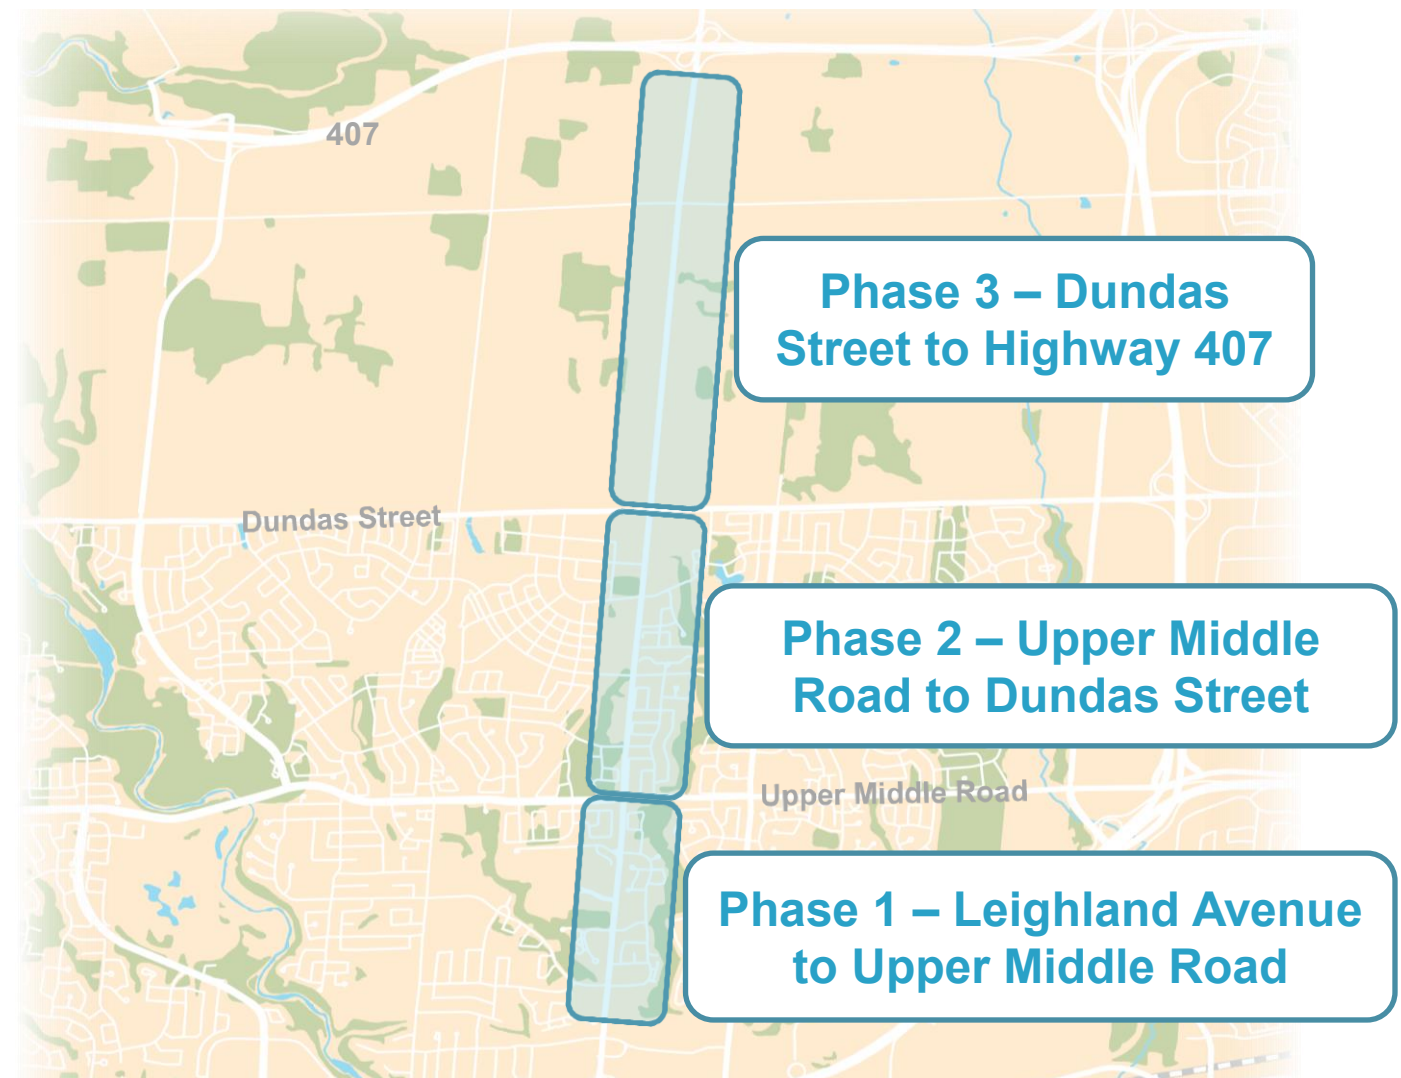 407
Phase 3 – Dundas
Street to Highway 407
Dundas Street
Phase 2 – Upper Middle
Road to Dundas Street
Upper Middle Road
Phase 1 – Leighland Avenue
to Upper Middle Road